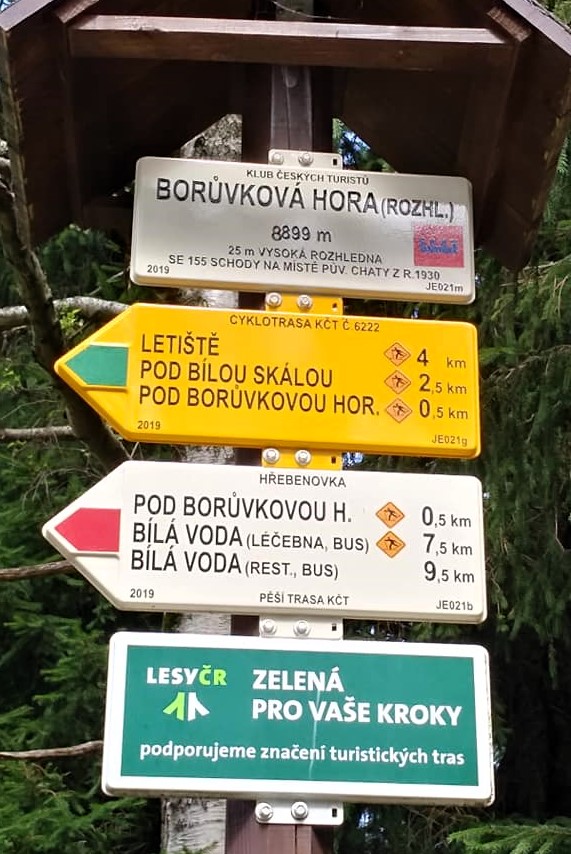 KLUB ČESKÝCH TURISTŮ
BORŮVKOVÁ HORA (ROZHL.)
8899 m
25 m VYSOKÁ ROZHLEDNA
SE 155 SCHODY NA MÍSTĚ PŮV. CHATY Z R.1930
2019 JE021m
CYKLOTRASA KČT Č.6222
LETIŠTĚ 4 km
POD BÍLOU SKÁLOU 2,5 km
POD BORŮVKOVOU HOR. 0,5 km
2019 JE021g
HŘEBENOVKA
POD BORŮVKOVOU H. 0,5 km
BÍLÁ VODA (LÉČEBNA, BUS) 7,5 km
BÍLÁ VODA (REST., BUS) 9,5 km
2019 PĚŠÍ TRASA KČT JE021b
LESYČR
ZELENÁ
PRO VAŠE KROKY
podporujeme značení turistických tras